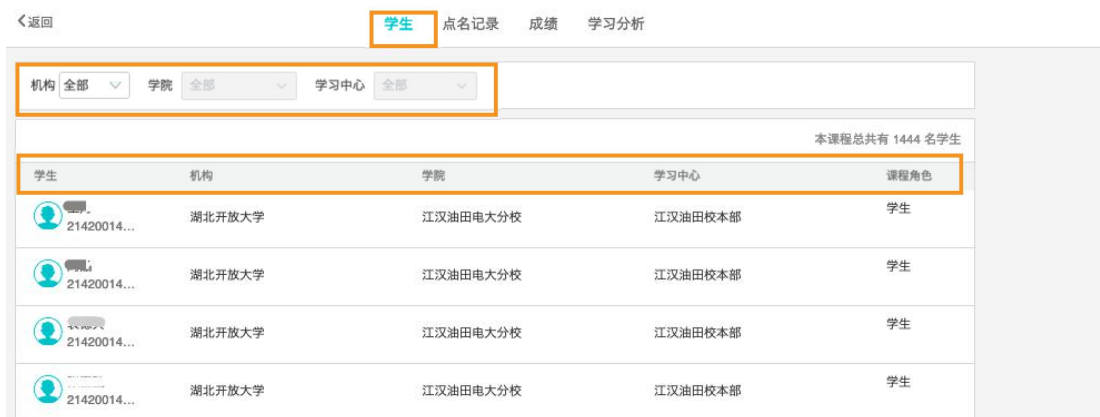 返回
学生 点名记录 成绩 学习分析
机构 全部 学院 全部 学习中心 全部
本课程总共有 1444 名学生
学生 机构 学院 学习中心 课程角色
21420014... 湖北开放大学 江汉油田电大分校 江汉油田校本部 学生
21420014... 湖北开放大学 江汉油田电大分校 江汉油田校本部 学生
21420014... 湖北开放大学 江汉油田电大分校 江汉油田校本部 学生
21420014... 湖北开放大学 江汉油田电大分校 江汉油田校本部 学生